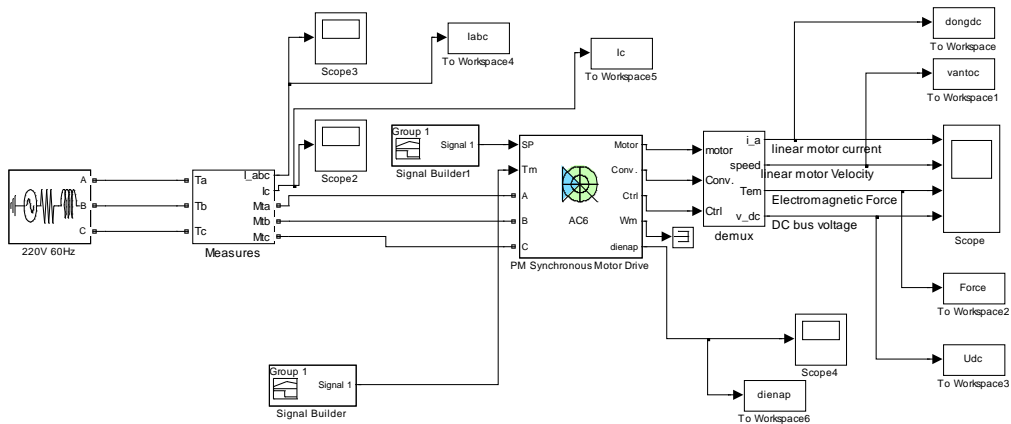 Scope3
Iabc
To Workspace4
Ic
To Workspace5
dongdc
To Workspace
vantoc
To Workspace1
Group 1
Signal 1
Signal Builder1
Scope2
A
B
C
220V 60Hz
Ta
Tb
Tc
I_abc
Ic
Mta
Mtb
Mtc
Measures
SP
Tm
A
B
C
AC6
Motor
Conv.
Ctrl
Wm
dienap
PM Synchronous Motor Drive
motor
Conv.
Ctrl
i_a
speed
Tem
v_dc
demux
linear motor current
linear motor Velocity
Electromagnetic Force
DC bus voltage
Scope
Force
To Workspace2
Scope4
Udc
To Workspace3
Group 1
Signal 1
Signal Builder
dienap
To Workspace6